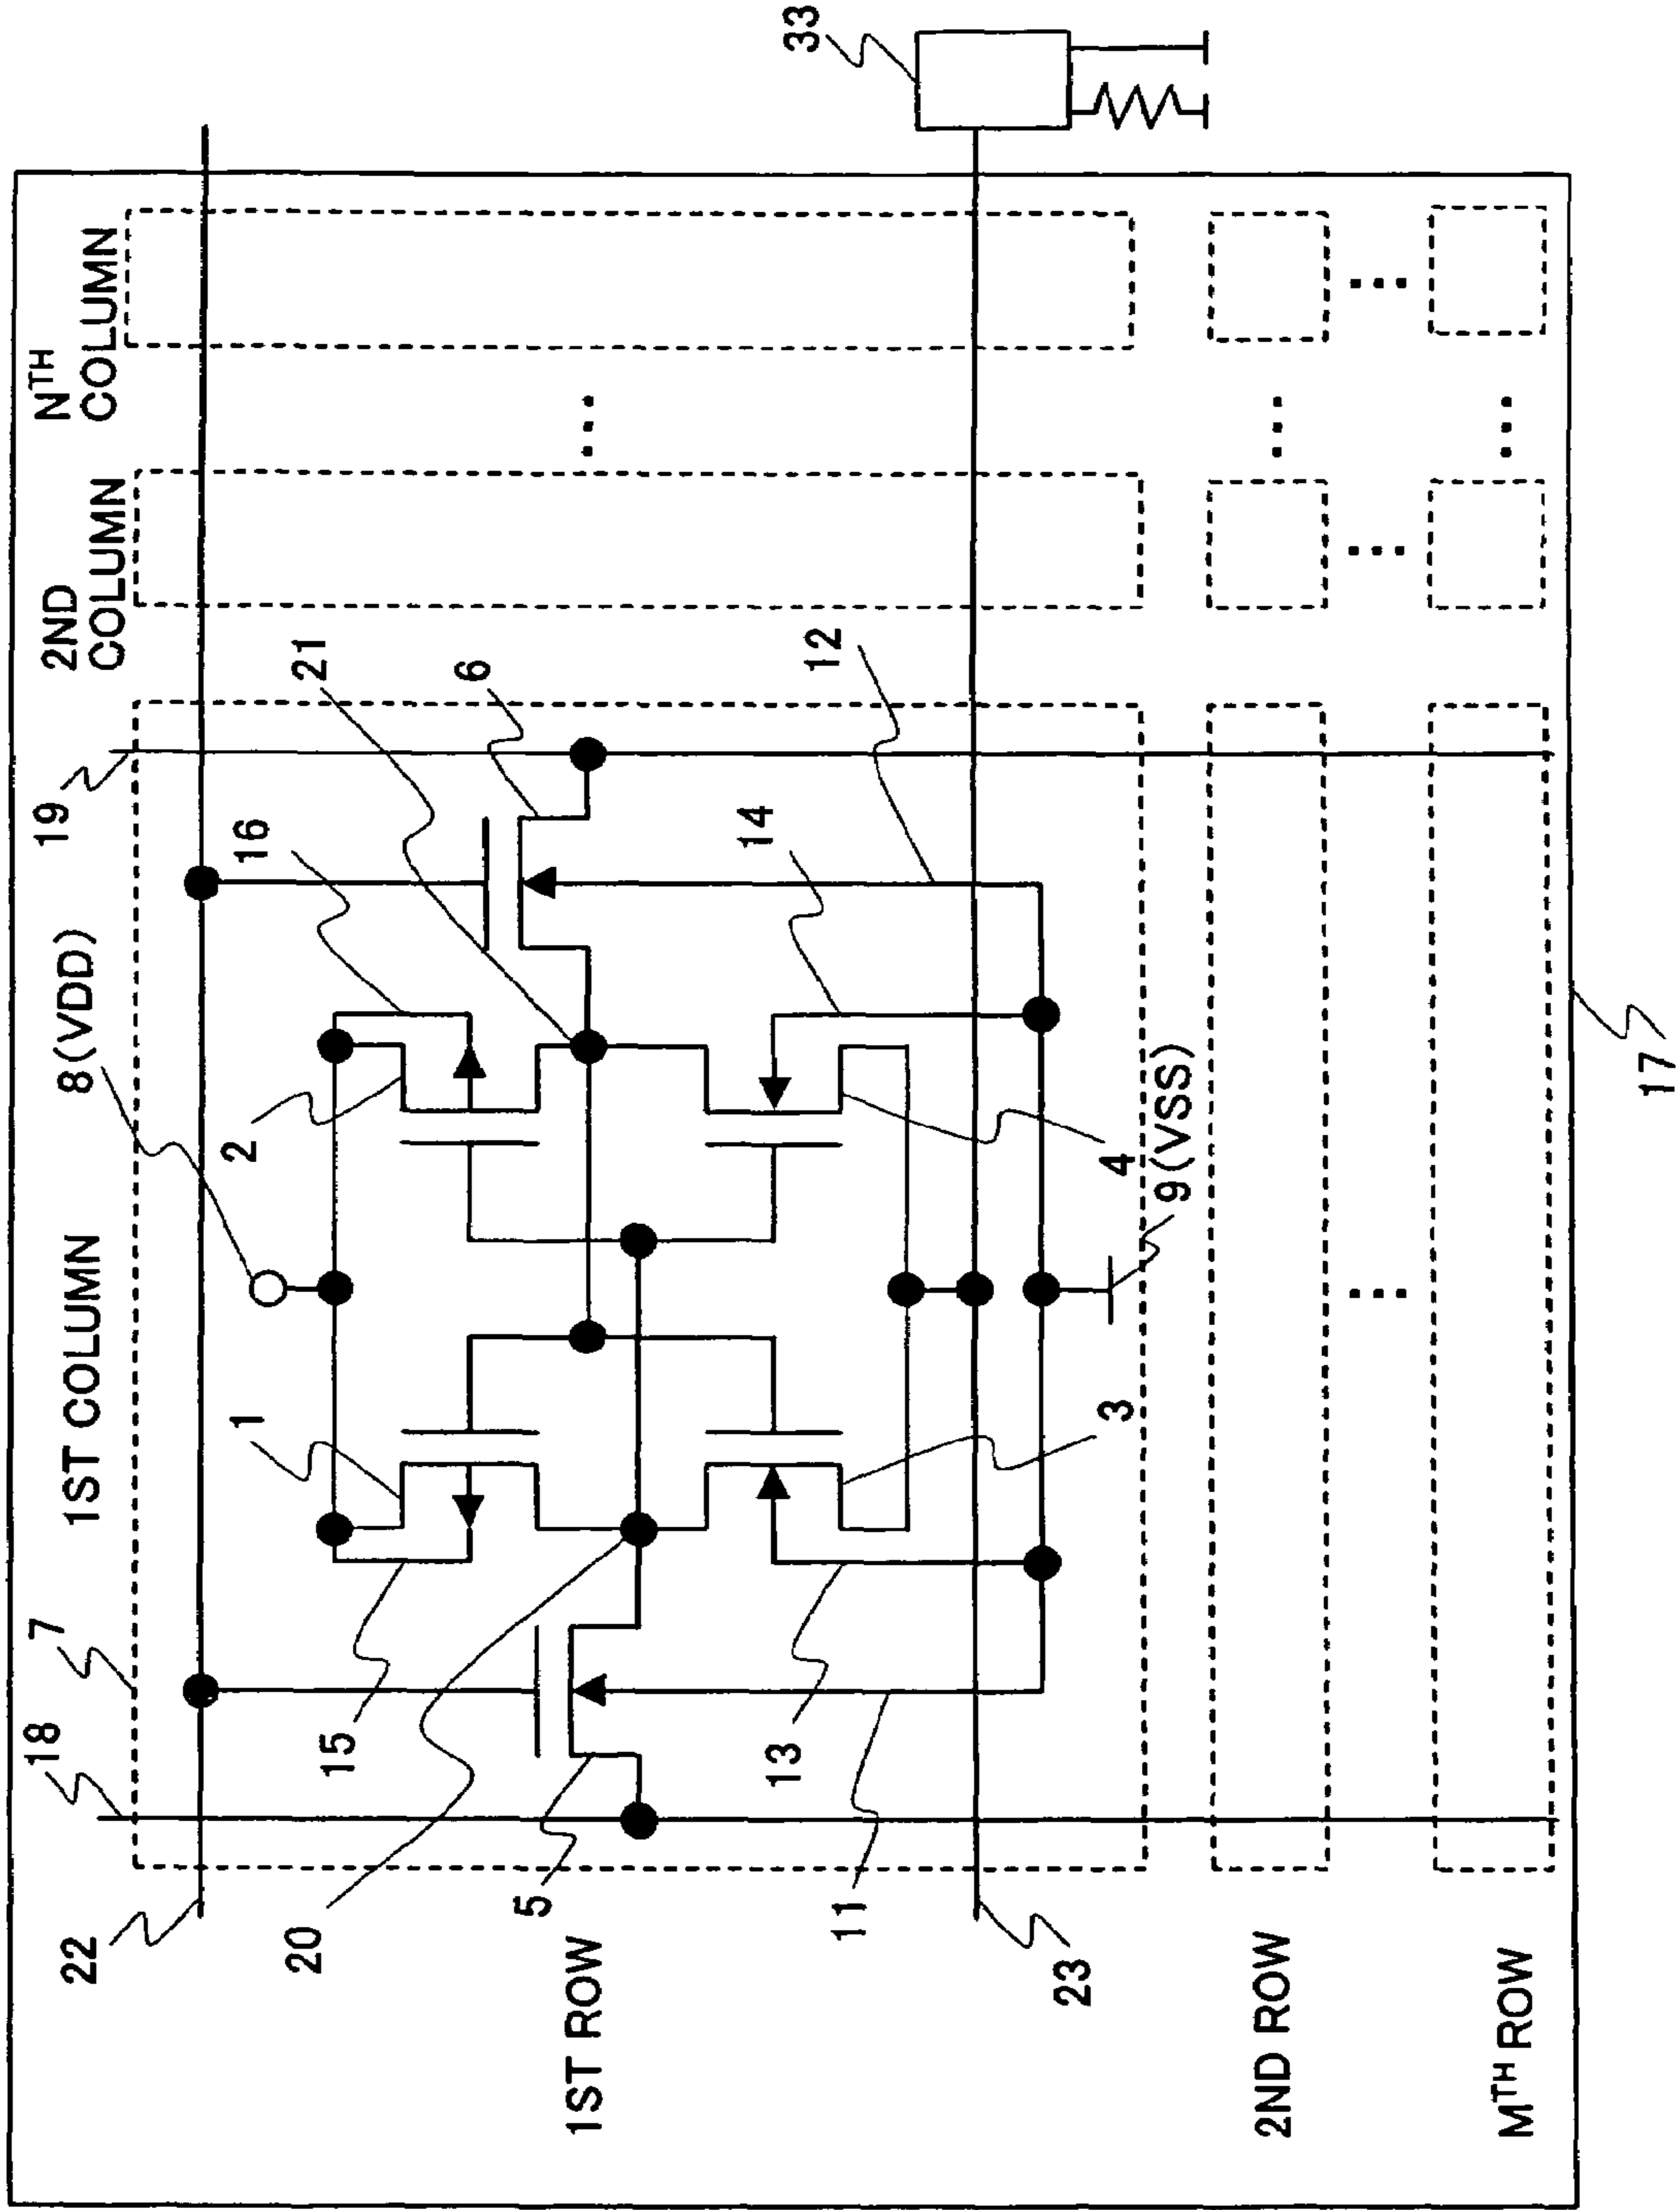 1ST COLUMN
2ND
COLUMN
NTH
COLUMN
18
7
8(VDD)
19
22
1
2
16
21
6
33
15
20
5
1ST ROW
13
11
3
4
14
12
9(VSS)
23
2ND ROW
MTH ROW
17